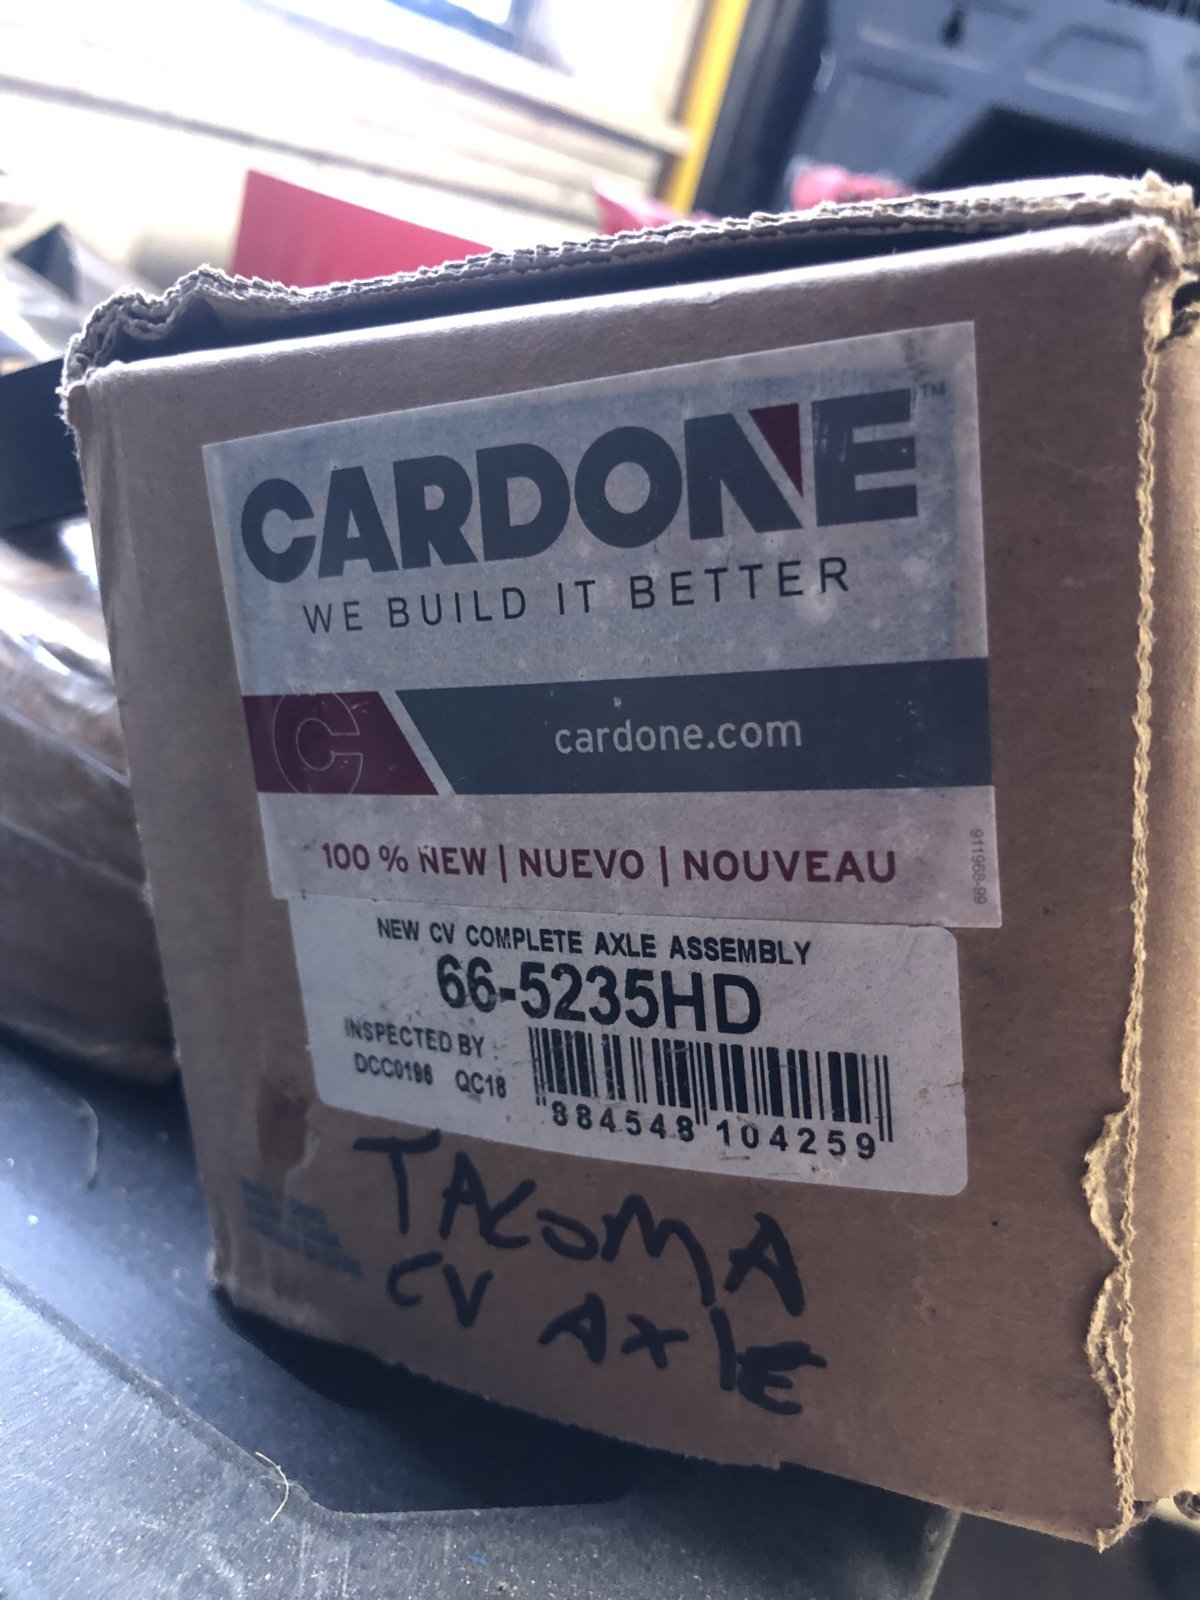 CARDONE™
WE BUILD IT BETTER
cardone.com
100 % NEW | NUEVO | NOUVEAU
911968-99
NEW CV COMPLETE AXLE ASSEMBLY
66-5235HD
INSPECTED BY :
DCC0196 QC18
884548 104259
TACOMA
CV AxlE